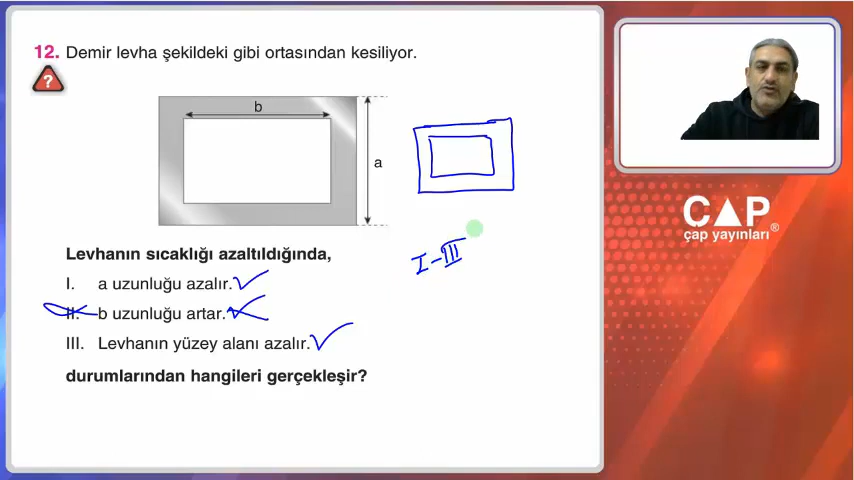 12. Demir levha şekildeki gibi ortasından kesiliyor.
?
b
a
I-III
Levhanın sıcaklığı azaltıldığında,
I. a uzunluğu azalır.
II. b uzunluğu artar.
III. Levhanın yüzey alanı azalır.
durumlarından hangileri gerçekleşir?
ÇAP
çap yayınları®